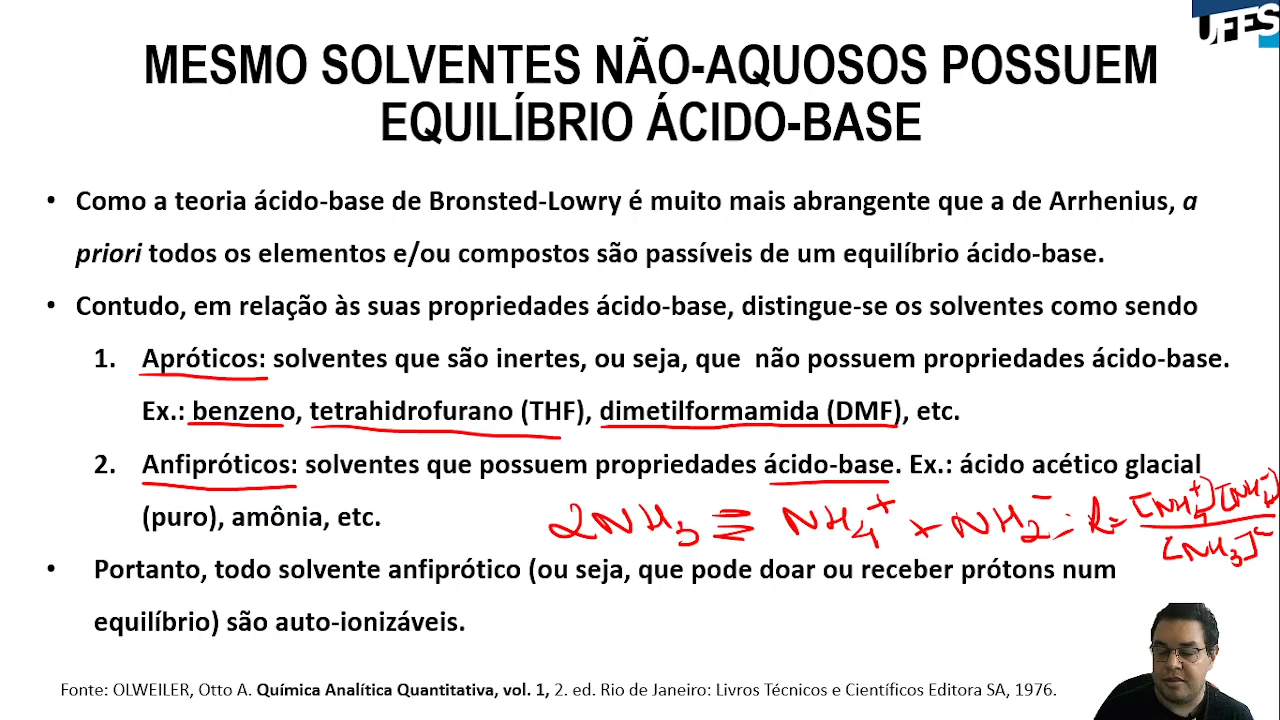 UFES
MESMO SOLVENTES NÃO-AQUOSOS POSSUEM
EQUILÍBRIO ÁCIDO-BASE
• Como a teoria ácido-base de Bronsted-Lowry é muito mais abrangente que a de Arrhenius, a
priori todos os elementos e/ou compostos são passíveis de um equilíbrio ácido-base.
• Contudo, em relação às suas propriedades ácido-base, distingue-se os solventes como sendo
1. Apróticos: solventes que são inertes, ou seja, que não possuem propriedades ácido-base.
Ex.: benzeno, tetrahidrofurano (THF), dimetilformamida (DMF), etc.
2. Anfipróticos: solventes que possuem propriedades ácido-base. Ex.: ácido acético glacial
(puro), amônia, etc.
2NH₃ ⇌ NH₄⁺ + NH₂⁻ ∴ K = [NH₄⁺][NH₂⁻]
[NH₃]²
• Portanto, todo solvente anfiprótico (ou seja, que pode doar ou receber prótons num
equilíbrio) são auto-ionizáveis.
Fonte: OLWEILER, Otto A. Química Analítica Quantitativa, vol. 1, 2. ed. Rio de Janeiro: Livros Técnicos e Científicos Editora SA, 1976.